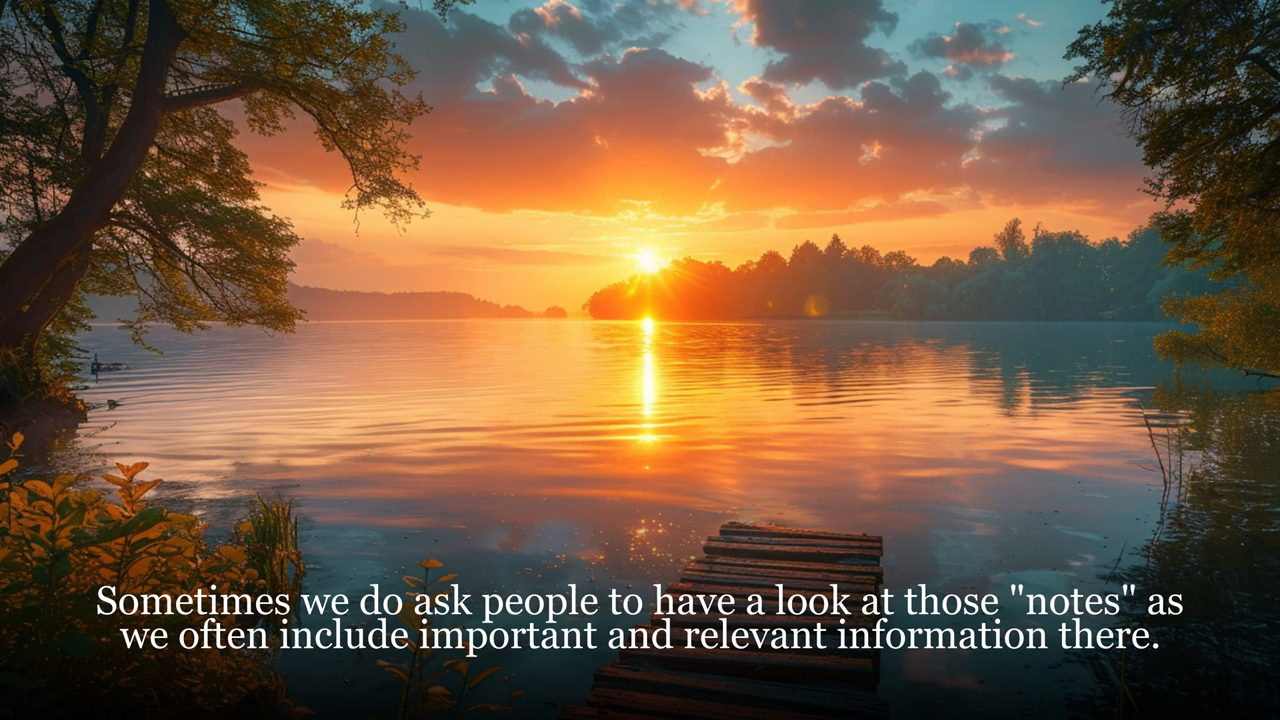 Sometimes we do ask people to have a look at those "notes" as
we often include important and relevant information there.